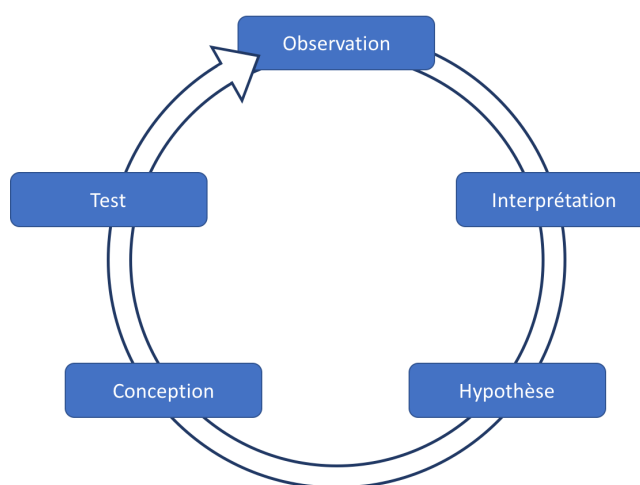 Observation
Interprétation
Hypothèse
Conception
Test